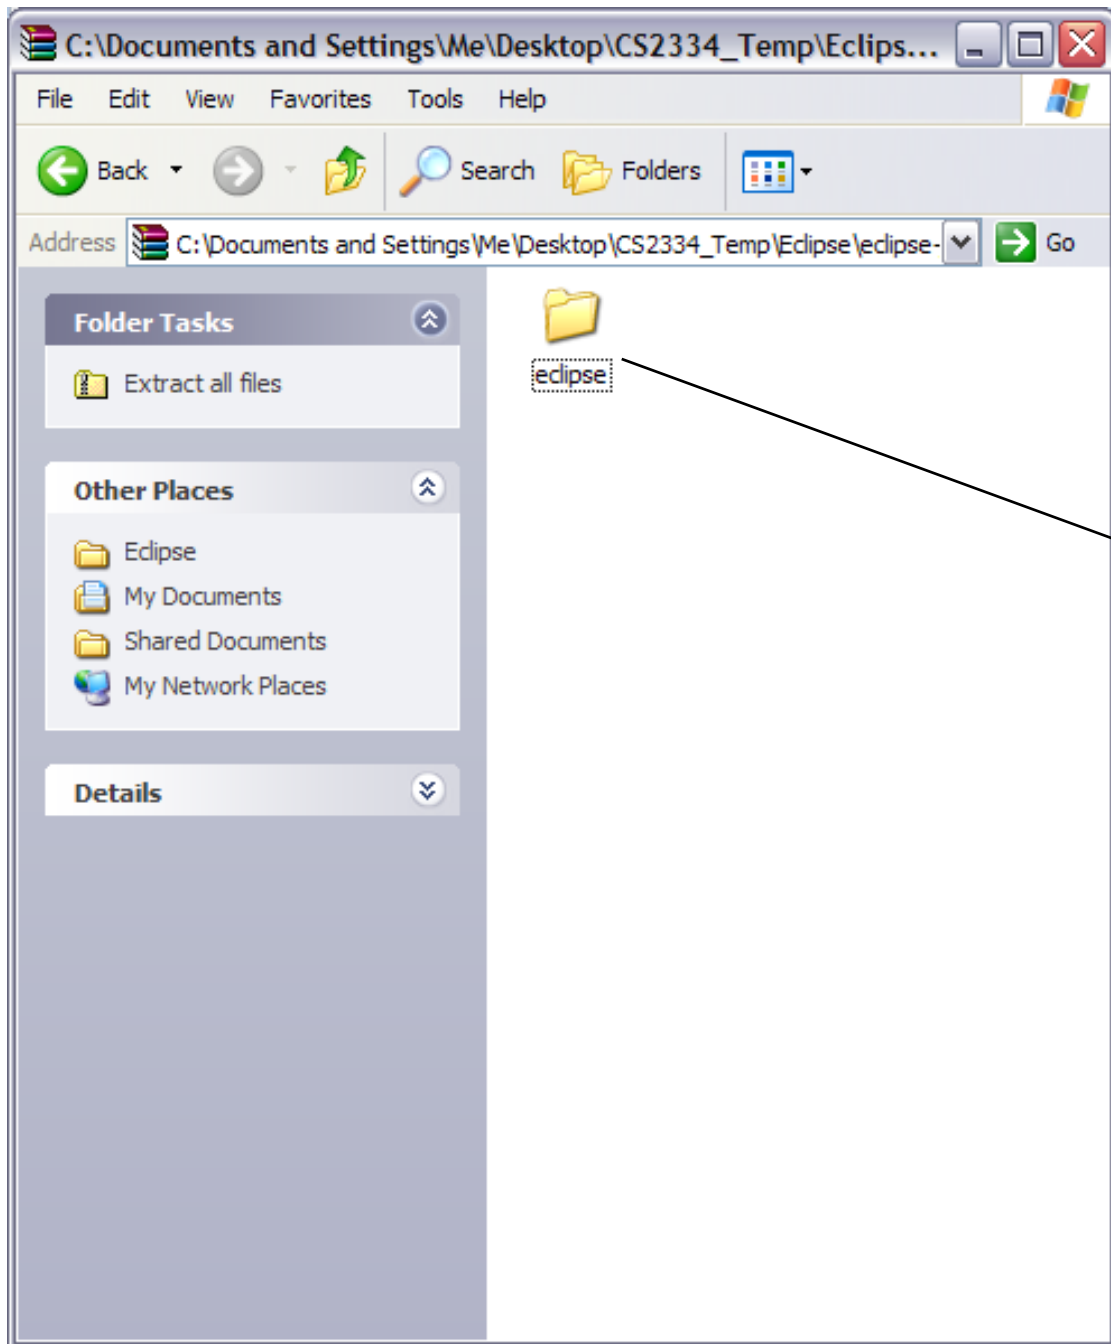 C:\Documents and Settings\Me\Desktop\CS2334_Temp\Eclips...
File Edit View Favorites Tools Help
Back Search Folders
Address C:\Documents and Settings\Me\Desktop\CS2334_Temp\Eclipse\eclipse- Go
Folder Tasks
Extract all files
Other Places
Eclipse
My Documents
Shared Documents
My Network Places
Details
eclipse